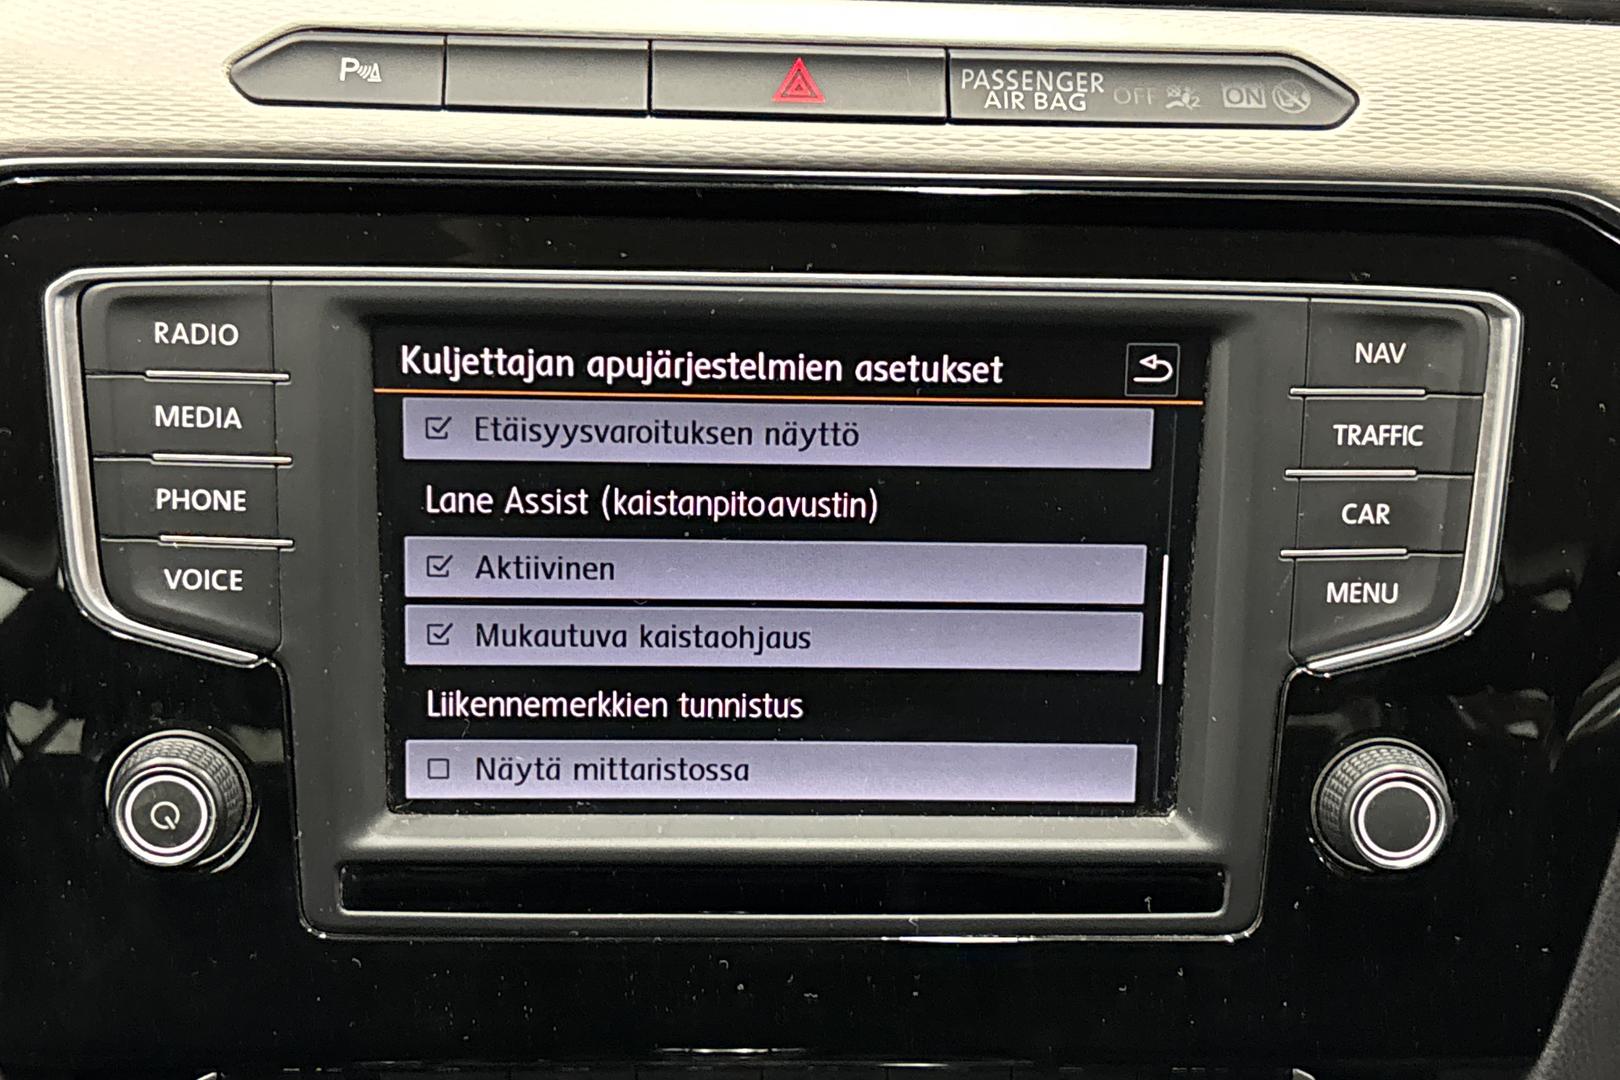 P
PASSENGER
AIR BAG
OFF
2
ON
RADIO
MEDIA
PHONE
VOICE
Kuljettajan apujärjestelmien asetukset
Etäisyysvaroituksen näyttö
Lane Assist (kaistanpitoavustin)
Aktiivinen
Mukautuva kaistaohjaus
Liikennemerkkien tunnistus
Näytä mittaristossa
NAV
TRAFFIC
CAR
MENU